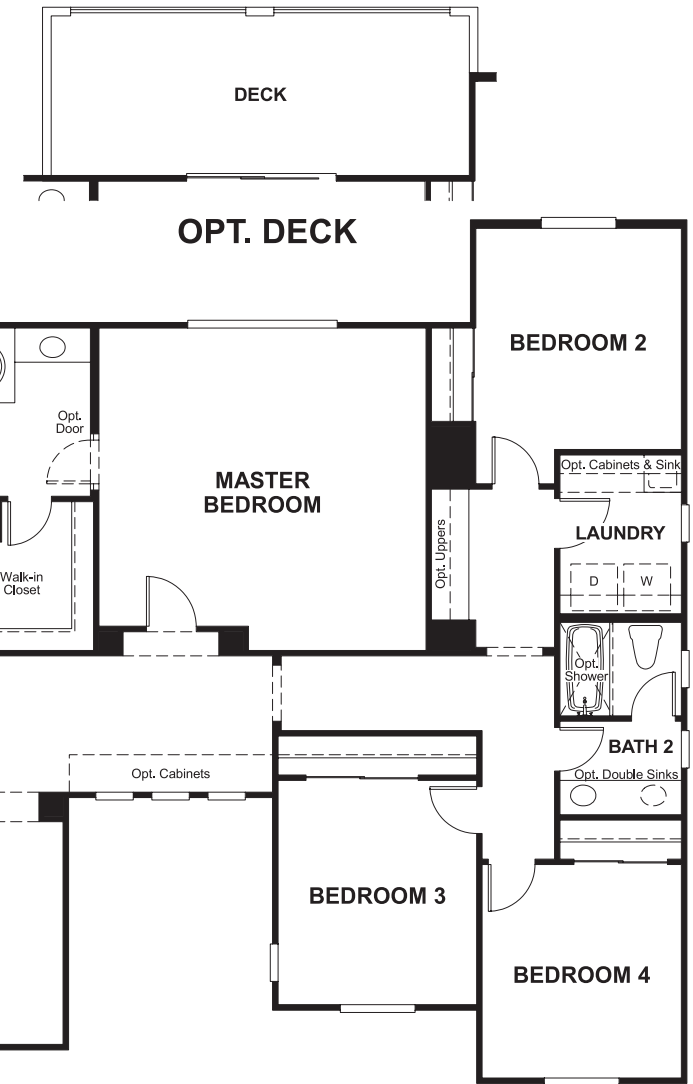 DECK
OPT. DECK
BEDROOM 2
Opt.
Door
Opt. Cabinets & Sink
MASTER
BEDROOM
Opt. Uppers
LAUNDRY
Walk-in
Closet
D
W
Opt.
Shower
BATH 2
Opt. Cabinets
Opt. Double Sinks
BEDROOM 3
BEDROOM 4